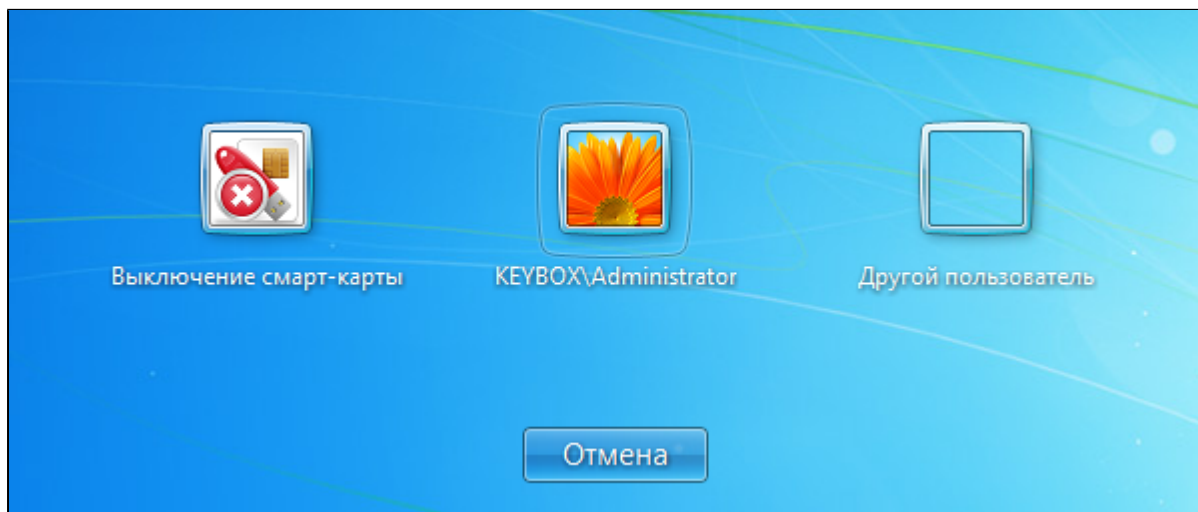 Выключение смарт-карты
KEYBOX\Administrator
Другой пользователь
Отмена